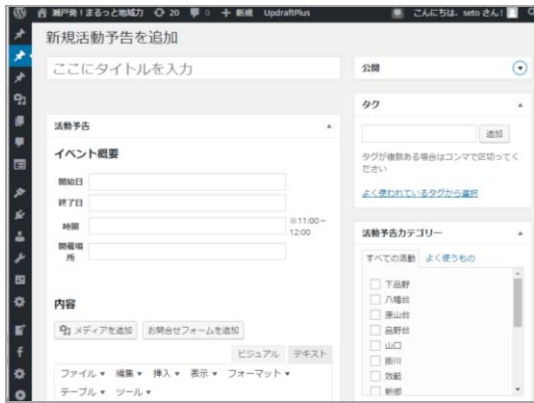 瀬戸発！まるっと地域力 20 0 + 新規 UpdraftPlus こんにちは、seto さん！
新規活動予告を追加
ここにタイトルを入力
公開
タグ
追加
タグが複数ある場合はコンマで区切ってください
よく使われているタグから選択
活動予告
イベント概要
開始日
終了日
時間 ※11:00～12:00
開催場所
活動予告カテゴリー
すべての活動 よく使うもの
下品野
八幡台
原山台
品野台
山口
掛川
效範
新郷
内容
メディアを追加 お問合せフォームを追加
ビジュアル テキスト
ファイル 編集 挿入 表示 フォーマット
テーブル ツール